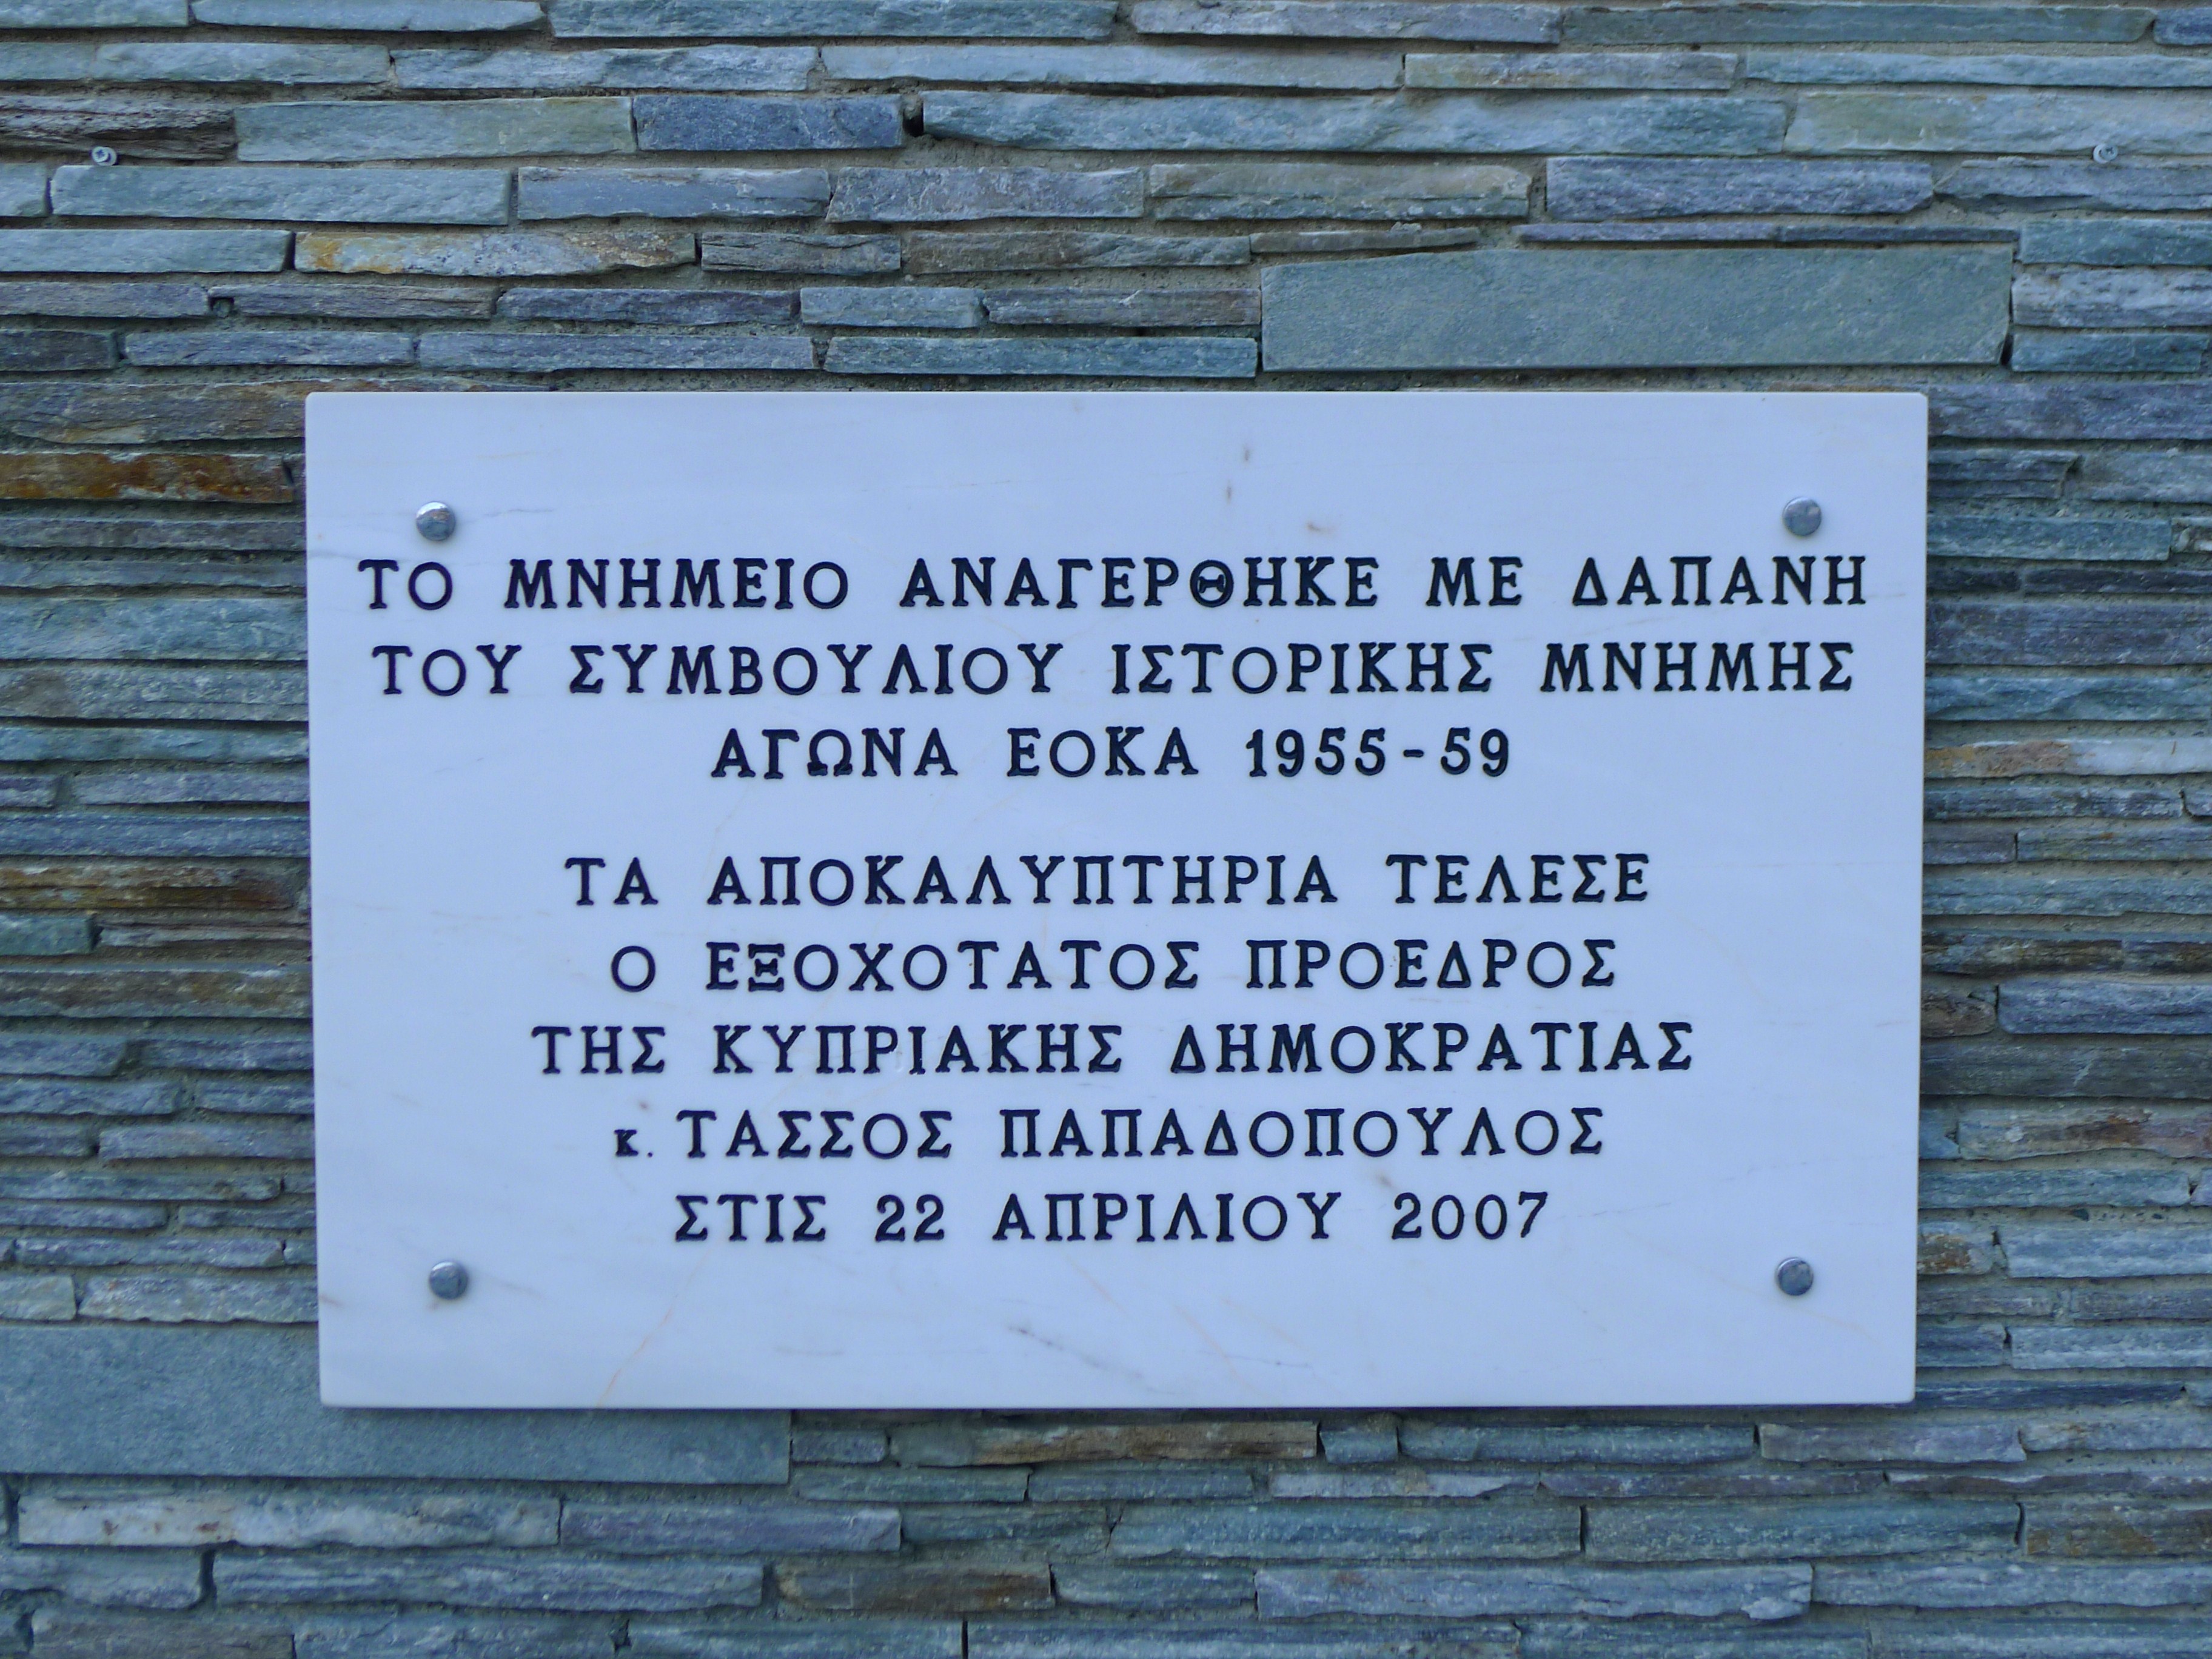 ΤΟ ΜΝΗΜΕΙΟ ΑΝΑΓΕΡΘΗΚΕ ΜΕ ΔΑΠΑΝΗ
ΤΟΥ ΣΥΜΒΟΥΛΙΟΥ ΙΣΤΟΡΙΚΗΣ ΜΝΗΜΗΣ
ΑΓΩΝΑ ΕΟΚΑ 1955-59
ΤΑ ΑΠΟΚΑΛΥΠΤΗΡΙΑ ΤΕΛΕΣΕ
Ο ΕΞΟΧΟΤΑΤΟΣ ΠΡΟΕΔΡΟΣ
ΤΗΣ ΚΥΠΡΙΑΚΗΣ ΔΗΜΟΚΡΑΤΙΑΣ
κ. ΤΑΣΣΟΣ ΠΑΠΑΔΟΠΟΥΛΟΣ
ΣΤΙΣ 22 ΑΠΡΙΛΙΟΥ 2007